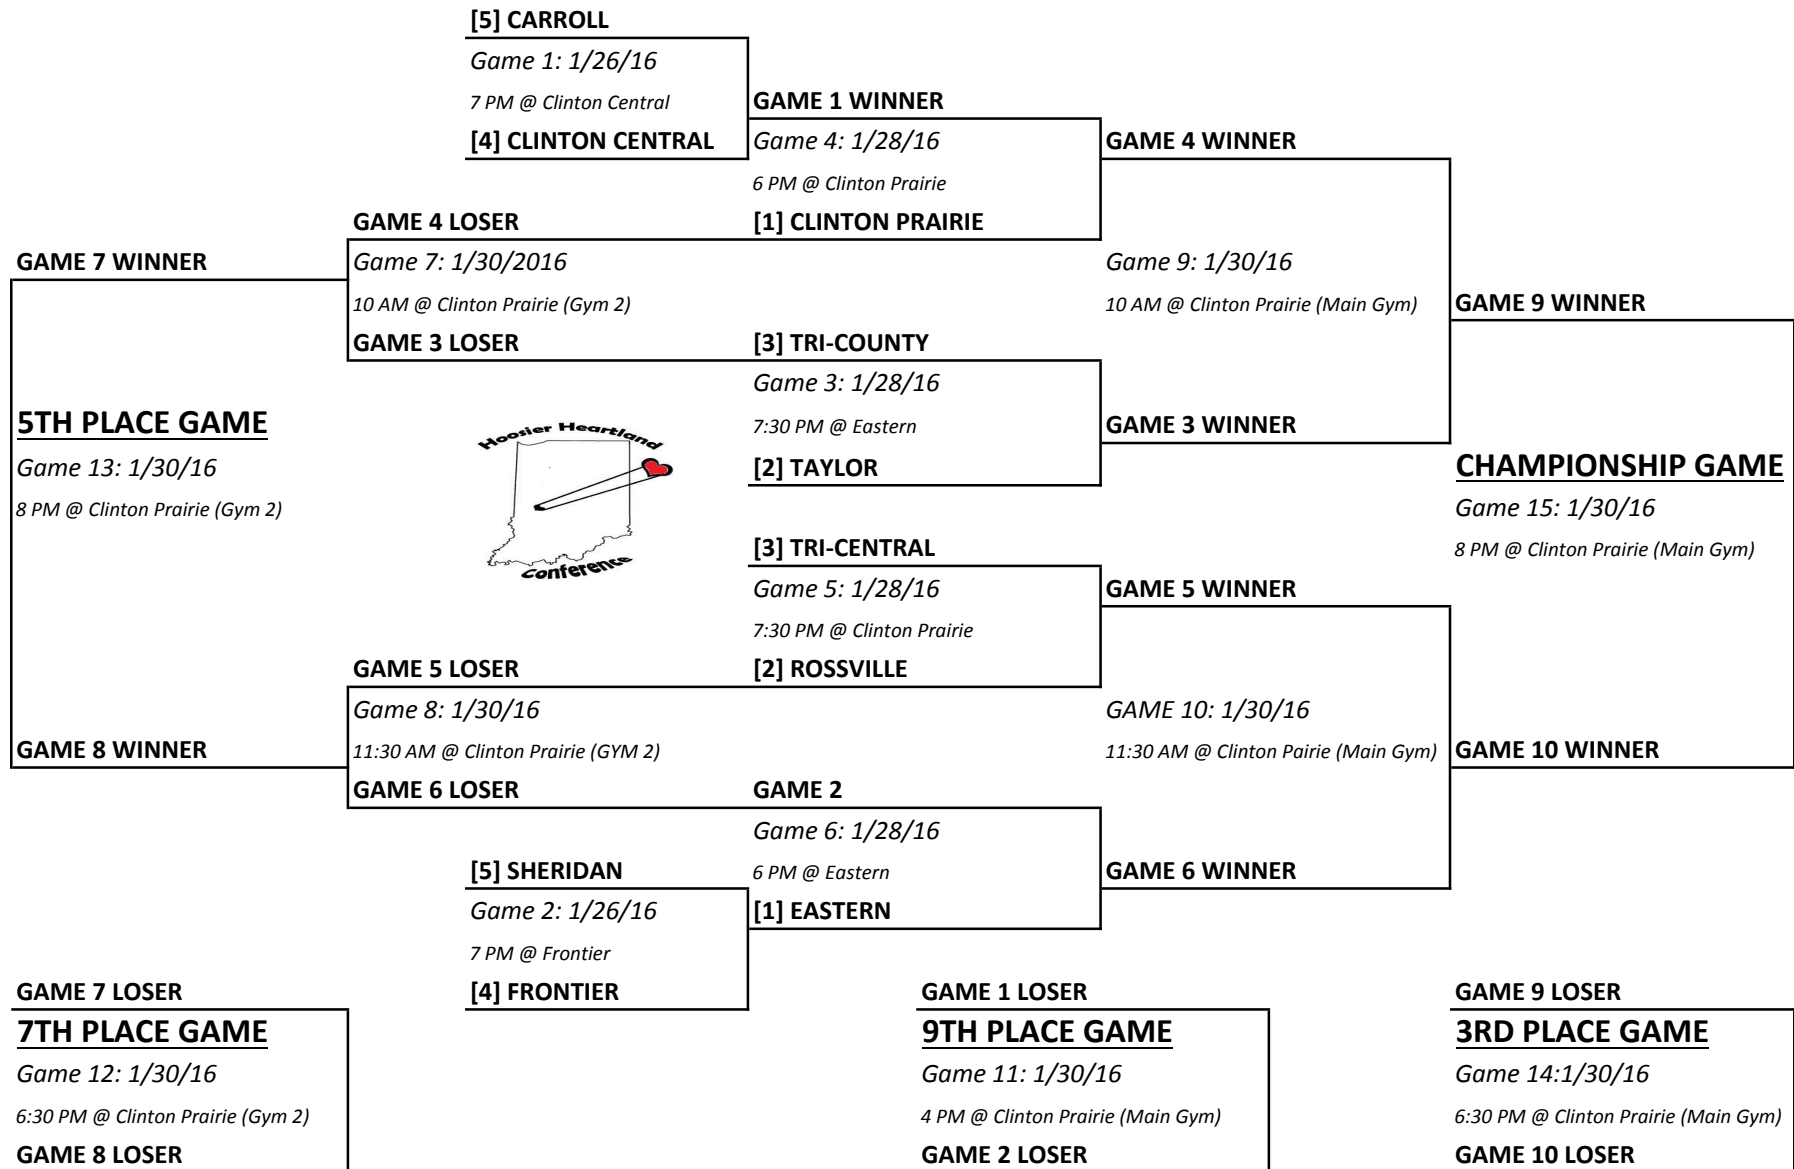 [5] CARROLL
Game 1: 1/26/16
7 PM @ Clinton Central
[4] CLINTON CENTRAL
GAME 1 WINNER
Game 4: 1/28/16
6 PM @ Clinton Prairie
[1] CLINTON PRAIRIE
GAME 4 WINNER
GAME 4 LOSER
Game 7: 1/30/2016
10 AM @ Clinton Prairie (Gym 2)
GAME 3 LOSER
GAME 7 WINNER
Game 9: 1/30/16
10 AM @ Clinton Prairie (Main Gym)
GAME 9 WINNER
[3] TRI-COUNTY
Game 3: 1/28/16
7:30 PM @ Eastern
[2] TAYLOR
GAME 3 WINNER
5TH PLACE GAME
Game 13: 1/30/16
8 PM @ Clinton Prairie (Gym 2)
Hoosier Heartland
Conference
CHAMPIONSHIP GAME
Game 15: 1/30/16
8 PM @ Clinton Prairie (Main Gym)
[3] TRI-CENTRAL
Game 5: 1/28/16
7:30 PM @ Clinton Prairie
[2] ROSSVILLE
GAME 5 WINNER
GAME 5 LOSER
Game 8: 1/30/16
11:30 AM @ Clinton Prairie (GYM 2)
GAME 6 LOSER
GAME 8 WINNER
GAME 10: 1/30/16
11:30 AM @ Clinton Pairie (Main Gym)
GAME 10 WINNER
GAME 2
Game 6: 1/28/16
6 PM @ Eastern
[1] EASTERN
GAME 6 WINNER
[5] SHERIDAN
Game 2: 1/26/16
7 PM @ Frontier
[4] FRONTIER
GAME 7 LOSER
7TH PLACE GAME
Game 12: 1/30/16
6:30 PM @ Clinton Prairie (Gym 2)
GAME 8 LOSER
GAME 1 LOSER
9TH PLACE GAME
Game 11: 1/30/16
4 PM @ Clinton Prairie (Main Gym)
GAME 2 LOSER
GAME 9 LOSER
3RD PLACE GAME
Game 14:1/30/16
6:30 PM @ Clinton Prairie (Main Gym)
GAME 10 LOSER